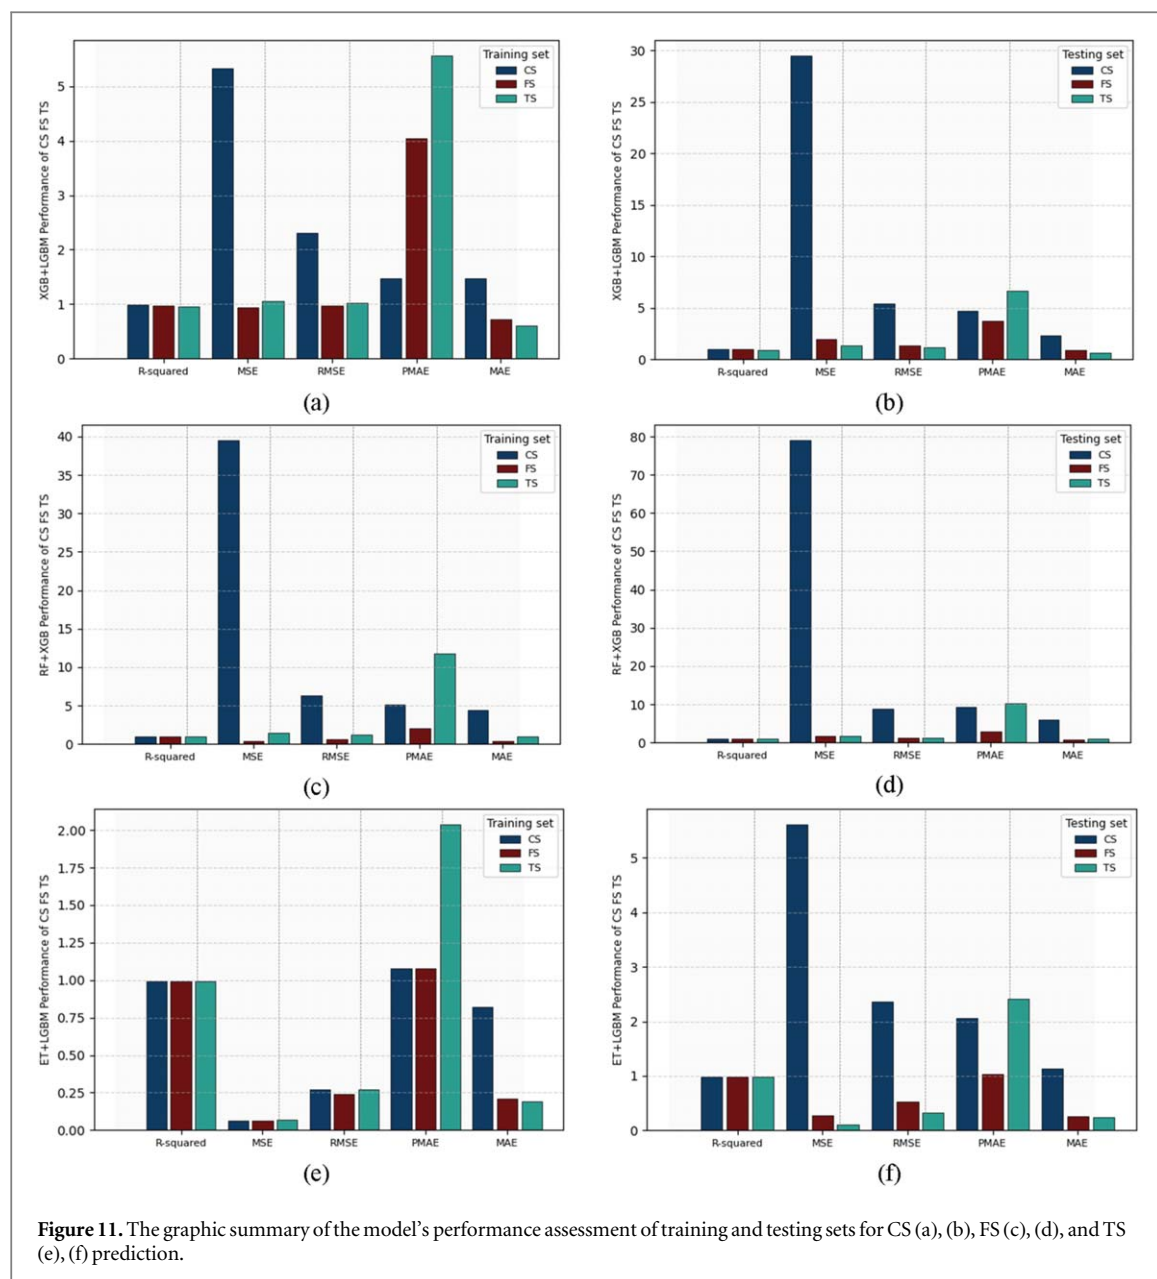 XGB+LGBM Performance of CS FS TS
5
4
3
2
1
0
Training set
CS
FS
TS
R-squared MSE RMSE PMAE MAE
(a)
XGB+LGBM Performance of CS FS TS
30
25
20
15
10
5
0
Testing set
CS
FS
TS
R-squared MSE RMSE PMAE MAE
(b)
RF+XGB Performance of CS FS TS
40
35
30
25
20
15
10
5
0
Training set
CS
FS
TS
R-squared MSE RMSE PMAE MAE
(c)
RF+XGB Performance of CS FS TS
80
70
60
50
40
30
20
10
0
Testing set
CS
FS
TS
R-squared MSE RMSE PMAE MAE
(d)
ET+LGBM Performance of CS FS TS
2.00
1.75
1.50
1.25
1.00
0.75
0.50
0.25
0.00
Training set
CS
FS
TS
R-squared MSE RMSE PMAE MAE
(e)
ET+LGBM Performance of CS FS TS
5
4
3
2
1
0
Testing set
CS
FS
TS
R-squared MSE RMSE PMAE MAE
(f)
Figure 11. The graphic summary of the model's performance assessment of training and testing sets for CS (a), (b), FS (c), (d), and TS
(e), (f) prediction.